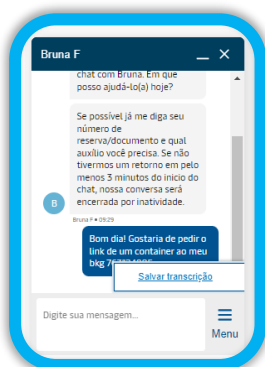 Bruna F
chat com Bruna. Em que
posso ajudá-lo(a) hoje?
Se possível já me diga seu
número de
reserva/documento e qual
auxílio você precisa. Se não
tivermos um retorno em pelo
menos 3 minutos do inicio do
chat, nossa conversa será
encerrada por inatividade.
B
Bruna F • 09:29
Bom dia! Gostaria de pedir o
link de um container ao meu
bkg
Salvar transcrição
Digite sua mensagem...
Menu